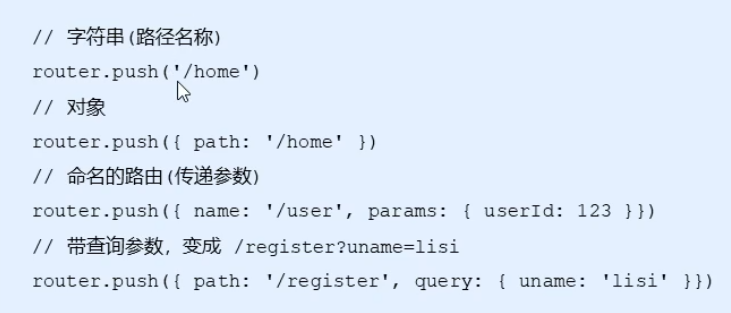 // 字符串(路径名称)
router.push('/home')
// 对象
router.push({ path: '/home' })
// 命名的路由(传递参数)
router.push({ name: '/user', params: { userId: 123 }})
// 带查询参数，变成 /register?uname=lisi
router.push({ path: '/register', query: { uname: 'lisi' }})